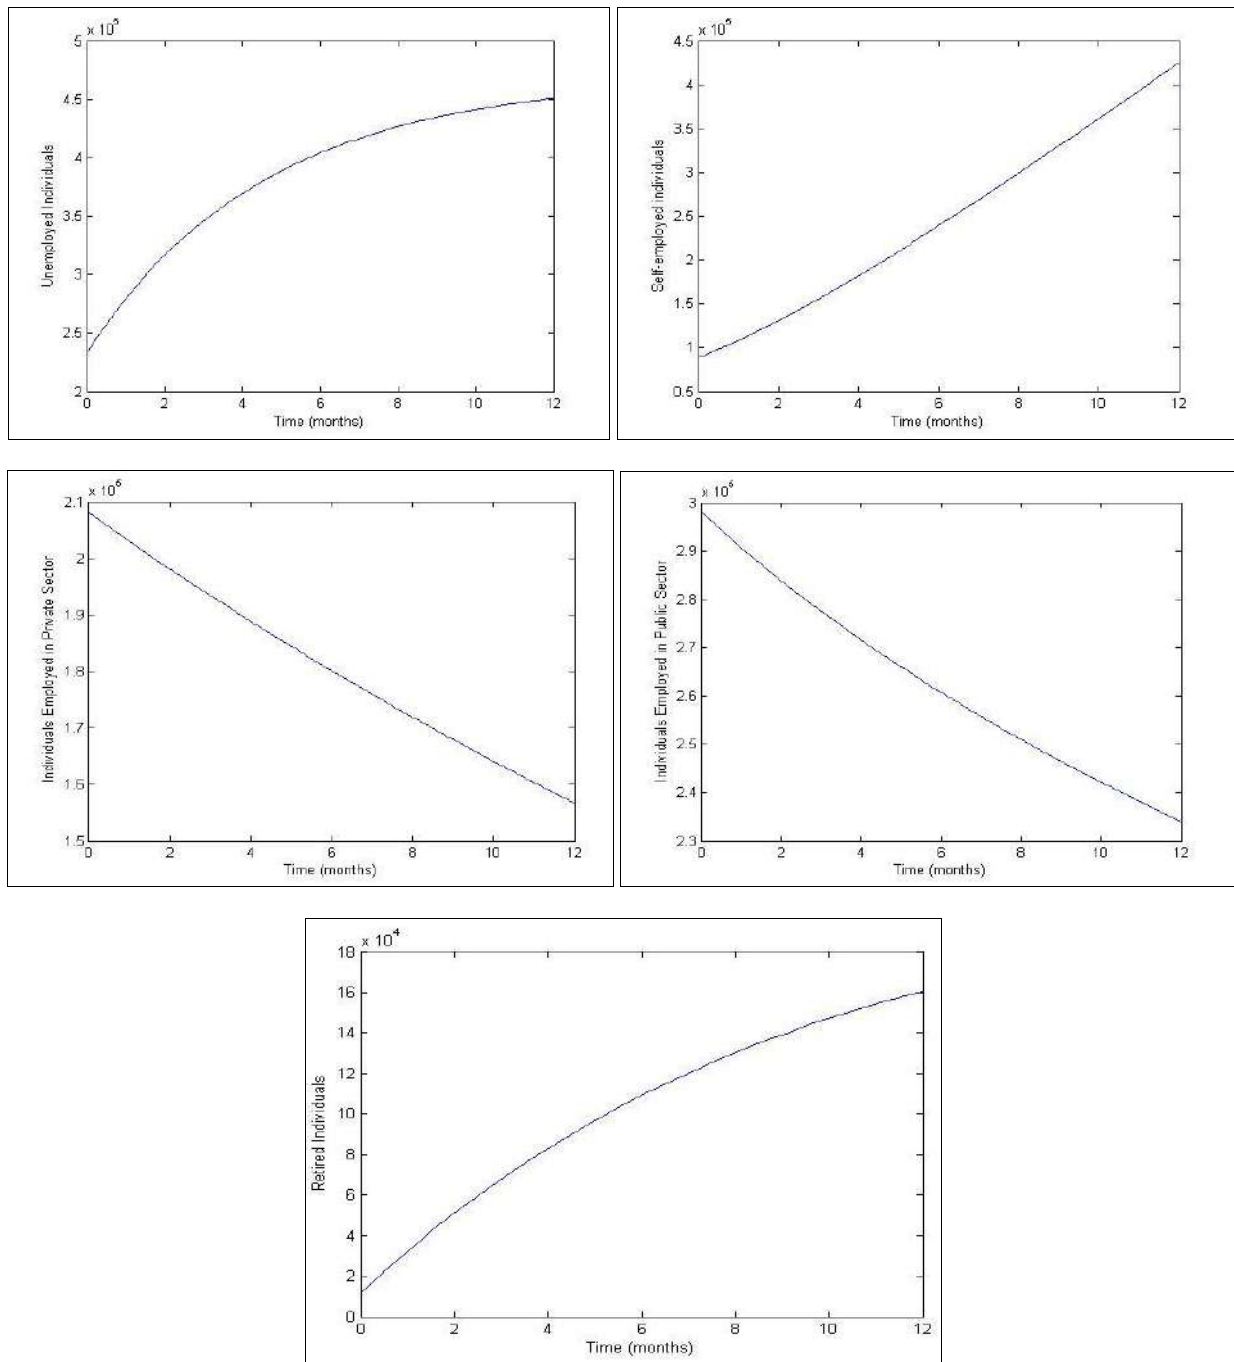 x 10^5
5
4.5
4
3.5
3
2.5
2
Unemployed Individuals
0 2 4 6 8 10 12
Time (months)
x 10^5
4.5
4
3.5
3
2.5
2
1.5
1
0.5
Self-employed individuals
0 2 4 6 8 10 12
Time (months)
x 10^6
2.1
2
1.9
1.8
1.7
1.6
1.5
Individuals Employed in Private Sector
0 2 4 6 8 10 12
Time (months)
x 10^6
3
2.9
2.8
2.7
2.6
2.5
2.4
2.3
Individuals Employed in Public Sector
0 2 4 6 8 10 12
Time (months)
x 10^4
18
16
14
12
10
8
6
4
2
0
Retired Individuals
0 2 4 6 8 10 12
Time (months)